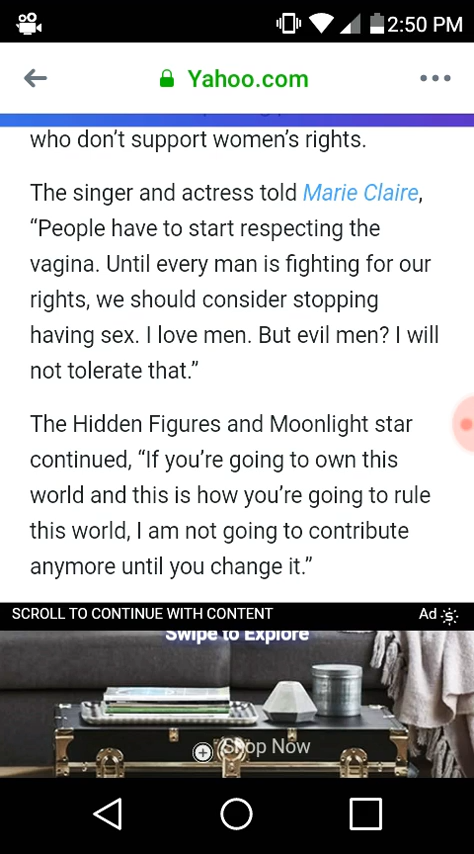 2:50 PM
Yahoo.com
who don't support women's rights.
The singer and actress told Marie Claire,
“People have to start respecting the
vagina. Until every man is fighting for our
rights, we should consider stopping
having sex. I love men. But evil men? I will
not tolerate that.”
The Hidden Figures and Moonlight star
continued, “If you’re going to own this
world and this is how you’re going to rule
this world, I am not going to contribute
anymore until you change it.”
SCROLL TO CONTINUE WITH CONTENT
Ad
Swipe to Explore
Shop Now